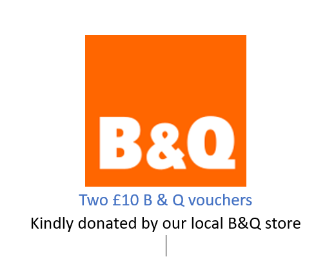 B&Q
Two £10 B & Q vouchers
Kindly donated by our local B&Q store